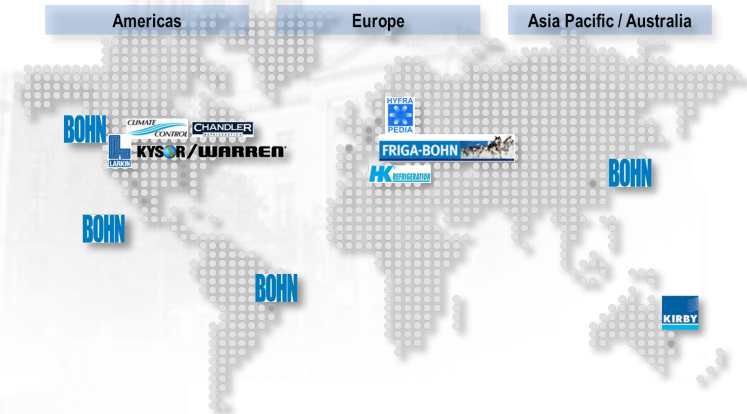 Americas
Europe
Asia Pacific / Australia
BOHN
CLIMATE
CONTROL
CHANDLER
REFRIGERATION
LARKIN
KYSOR/WARREN
HYFRA
PEDIA
FRIGA-BOHN
HK REFRIGERATION
BOHN
BOHN
BOHN
KIRBY